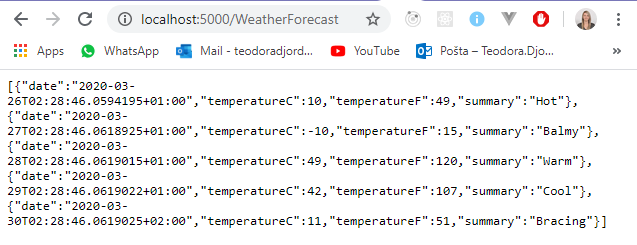 localhost:5000/WeatherForecast
Gmail
WhatsApp
Mail - teodoradjord...
YouTube
Pošta – Teodora.Djo...
[{"date":"2020-03-
26T02:28:46.0594195+01:00","temperatureC":10,"temperatureF":49,"summary":"Hot"},
{"date":"2020-03-
27T02:28:46.0618925+01:00","temperatureC":-10,"temperatureF":15,"summary":"Balmy"},
{"date":"2020-03-
28T02:28:46.0619015+01:00","temperatureC":49,"temperatureF":120,"summary":"Warm"},
{"date":"2020-03-
29T02:28:46.0619022+01:00","temperatureC":42,"temperatureF":107,"summary":"Cool"},
{"date":"2020-03-
30T02:28:46.0619025+02:00","temperatureC":11,"temperatureF":51,"summary":"Bracing"}]